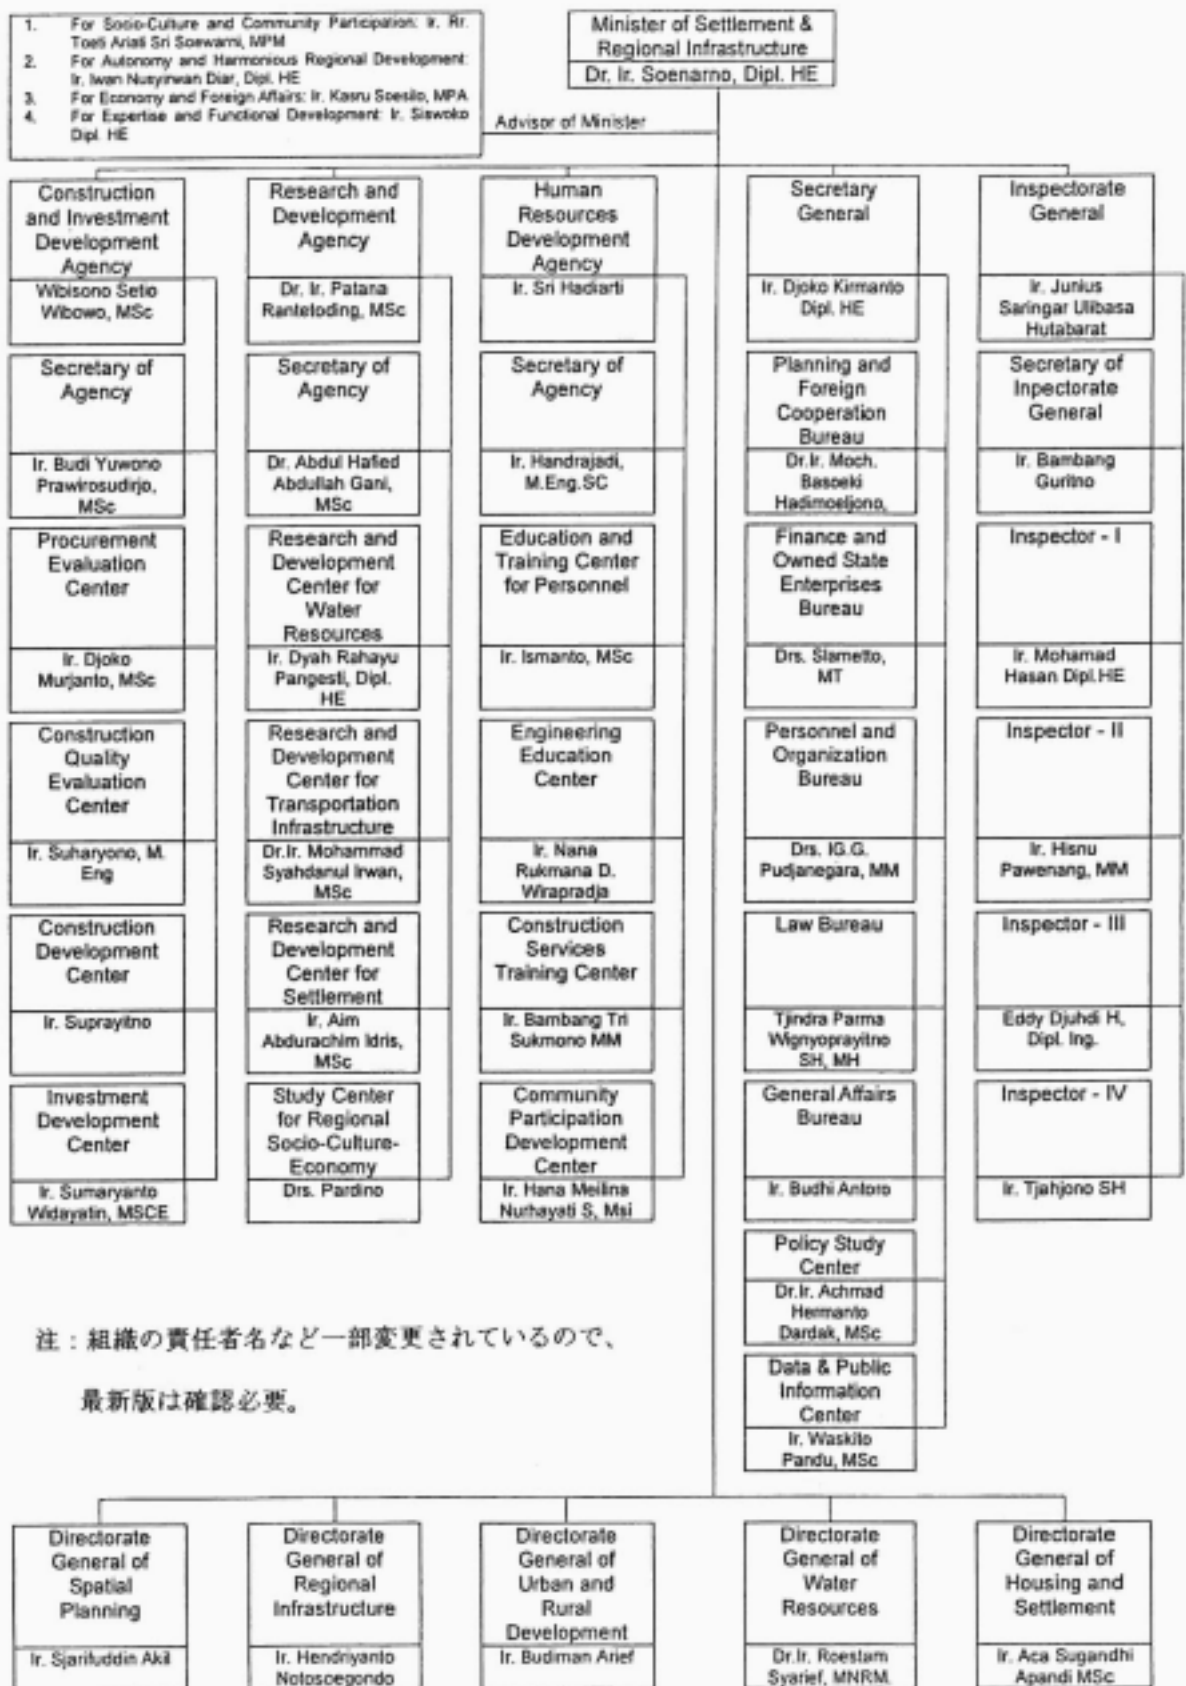 1. For Socio-Culture and Community Participation: Ir. Rr.
Toeti Ariati Sri Soewarni, MPM
2. For Autonomy and Harmonious Regional Development:
Ir. Iwan Nusyirwan Diar, Dipl. HE
3. For Economy and Foreign Affairs: Ir. Kasru Soesilo, MPA
4. For Expertise and Functional Development: Ir. Siswoko
Dipl. HE
Minister of Settlement &
Regional Infrastructure
Dr. Ir. Soenarno, Dipl. HE
Advisor of Minister
Construction
and Investment
Development
Agency
Wibisono Setio
Wibowo, MSc
Secretary of
Agency
Ir. Budi Yuwono
Prawirosudirjo,
MSc
Procurement
Evaluation
Center
Ir. Djoko
Murjanto, MSc
Construction
Quality
Evaluation
Center
Ir. Suharyono, M.
Eng
Construction
Development
Center
Ir. Suprayitno
Investment
Development
Center
Ir. Sumaryanto
Widayatin, MSCE
Research and
Development
Agency
Dr. Ir. Patana
Ranteloding, MSc
Secretary of
Agency
Dr. Abdul Hafied
Abdullah Gani,
MSc
Research and
Development
Center for
Water
Resources
Ir. Dyah Rahayu
Pangesti, Dipl.
HE
Research and
Development
Center for
Transportation
Infrastructure
Dr.Ir. Mohammad
Syahdanul Irwan,
MSc
Research and
Development
Center for
Settlement
Ir. Aim
Abdurachim Idris,
MSc
Study Center
for Regional
Socio-Culture-
Economy
Drs. Pardino
Human
Resources
Development
Agency
Ir. Sri Hadiarti
Secretary of
Agency
Ir. Handrajadi,
M.Eng.SC
Education and
Training Center
for Personnel
Ir. Ismanto, MSc
Engineering
Education
Center
Ir. Nana
Rukmana D.
Wirapradja
Construction
Services
Training Center
Ir. Bambang Tri
Sukmono MM
Community
Participation
Development
Center
Ir. Hana Meilina
Nurhayati S, Msi
Secretary
General
Ir. Djoko Kirmanto
Dipl. HE
Planning and
Foreign
Cooperation
Bureau
Dr.Ir. Moch.
Basoeki
Hadimoeljono,
Finance and
Owned State
Enterprises
Bureau
Drs. Slametto,
MT
Personnel and
Organization
Bureau
Drs. IG.G.
Pudjanegara, MM
Law Bureau
Tjindra Parma
Wignyoprayitno
SH, MH
General Affairs
Bureau
Ir. Budhi Antoro
Policy Study
Center
Dr.Ir. Achmad
Hermanto
Dardak, MSc
Data & Public
Information
Center
Ir. Waskito
Pandu, MSc
Inspectorate
General
Ir. Junius
Saringar Ulibasa
Hutabarat
Secretary of
Inpectorate
General
Ir. Bambang
Guritno
Inspector - I
Ir. Mohamad
Hasan Dipl.HE
Inspector - II
Ir. Hisnu
Pawenang, MM
Inspector - III
Eddy Djuhdi H,
Dipl. Ing.
Inspector - IV
Ir. Tjahjono SH
注:組織の責任者名など一部変更されているので、
最新版は確認必要。
Directorate
General of
Spatial
Planning
Ir. Sjarifuddin Akil
Directorate
General of
Regional
Infrastructure
Ir. Hendriyanto
Notosoegondo
Directorate
General of
Urban and
Rural
Development
Ir. Budiman Arief
Directorate
General of
Water
Resources
Dr.Ir. Roestam
Syarief, MNRM.
Directorate
General of
Housing and
Settlement
Ir. Aca Sugandhi
Apandi MSc